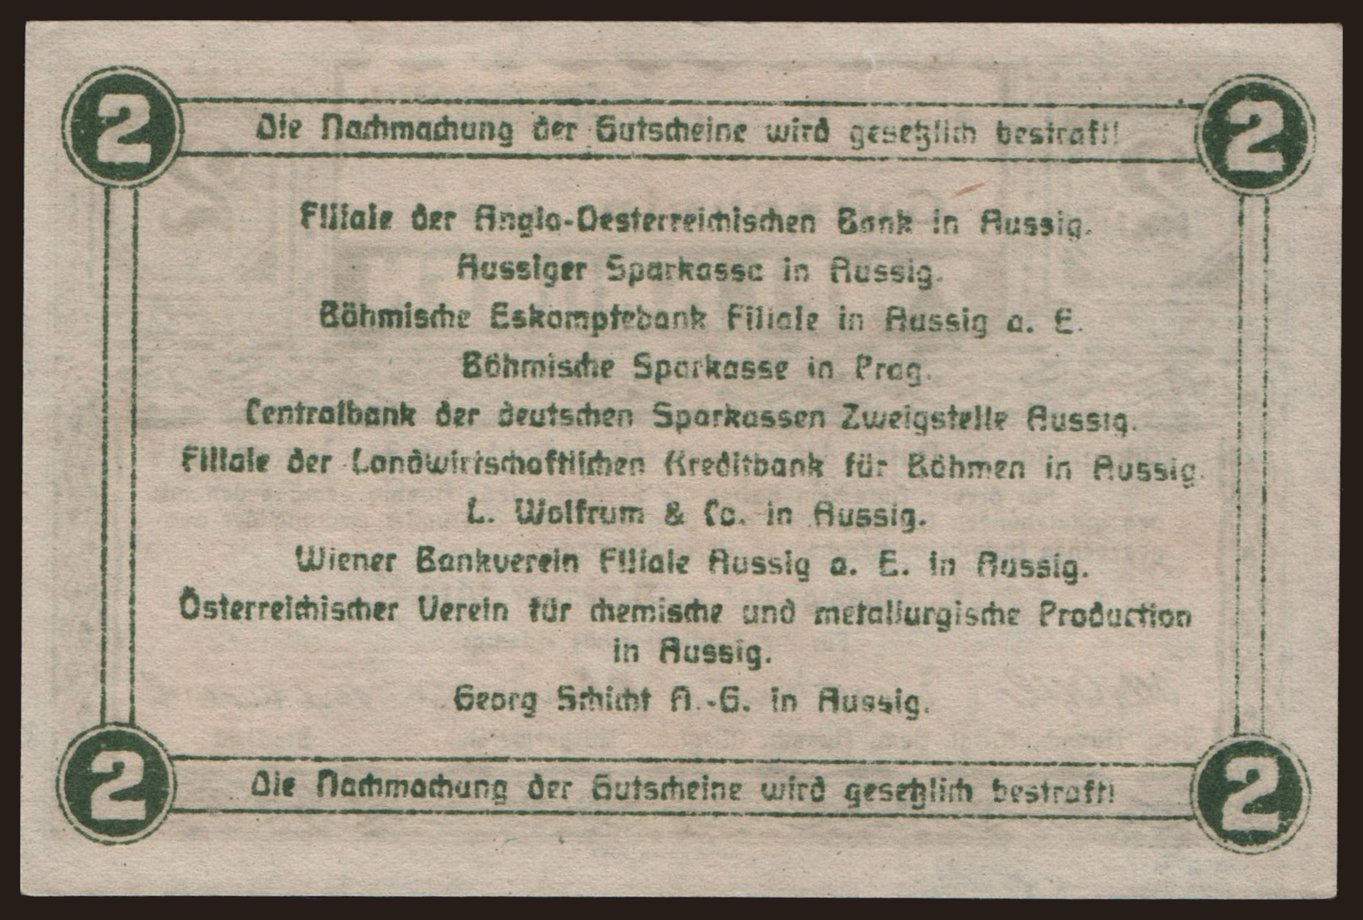 2 Die Nachmachung der Gutscheine wird gesetzlich bestraft! 2
Filiale der Anglo-Oesterreichischen Bank in Aussig.
Aussiger Sparkasse in Aussig.
Böhmische Eskomptebank Filiale in Aussig a. E.
Böhmische Sparkasse in Prag.
Centralbank der deutschen Sparkassen Zweigstelle Aussig.
Filiale der Landwirtschaftlichen Kreditbank für Böhmen in Aussig.
L. Wolfrum & Co. in Aussig.
Wiener Bankverein Filiale Aussig a. E. in Aussig.
Österreichischer Verein für chemische und metallurgische Production
in Aussig.
Georg Schicht A.-G. in Aussig.
2 Die Nachmachung der Gutscheine wird gesetzlich bestraft! 2